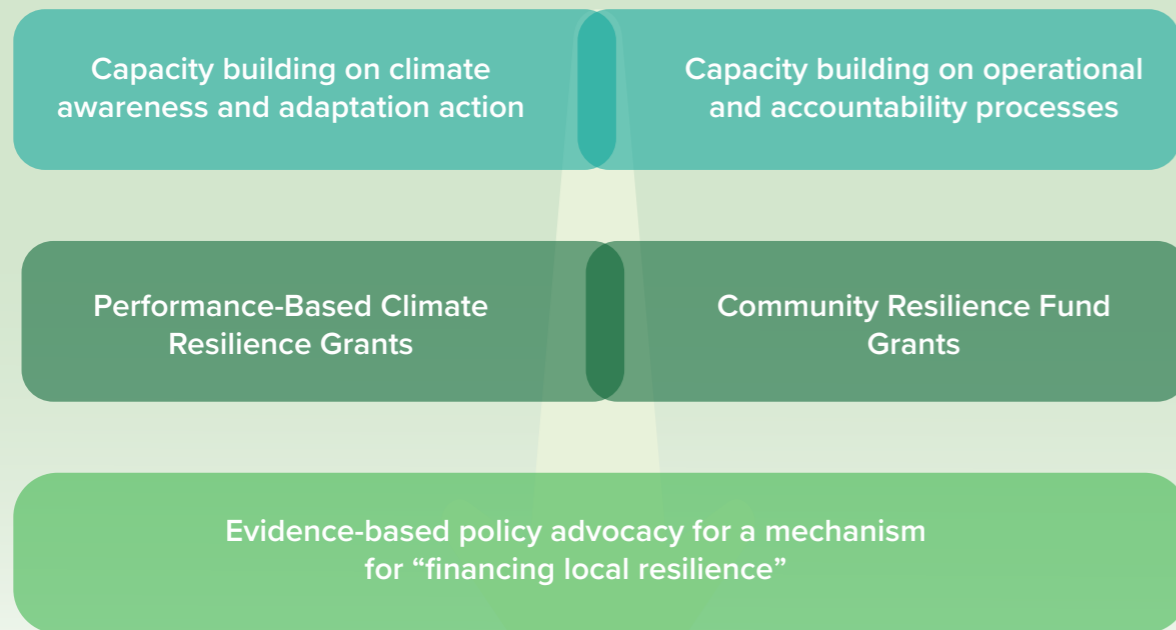 Capacity building on climate
awareness and adaptation action
Capacity building on operational
and accountability processes
Performance-Based Climate
Resilience Grants
Community Resilience Fund
Grants
Evidence-based policy advocacy for a mechanism
for “financing local resilience”